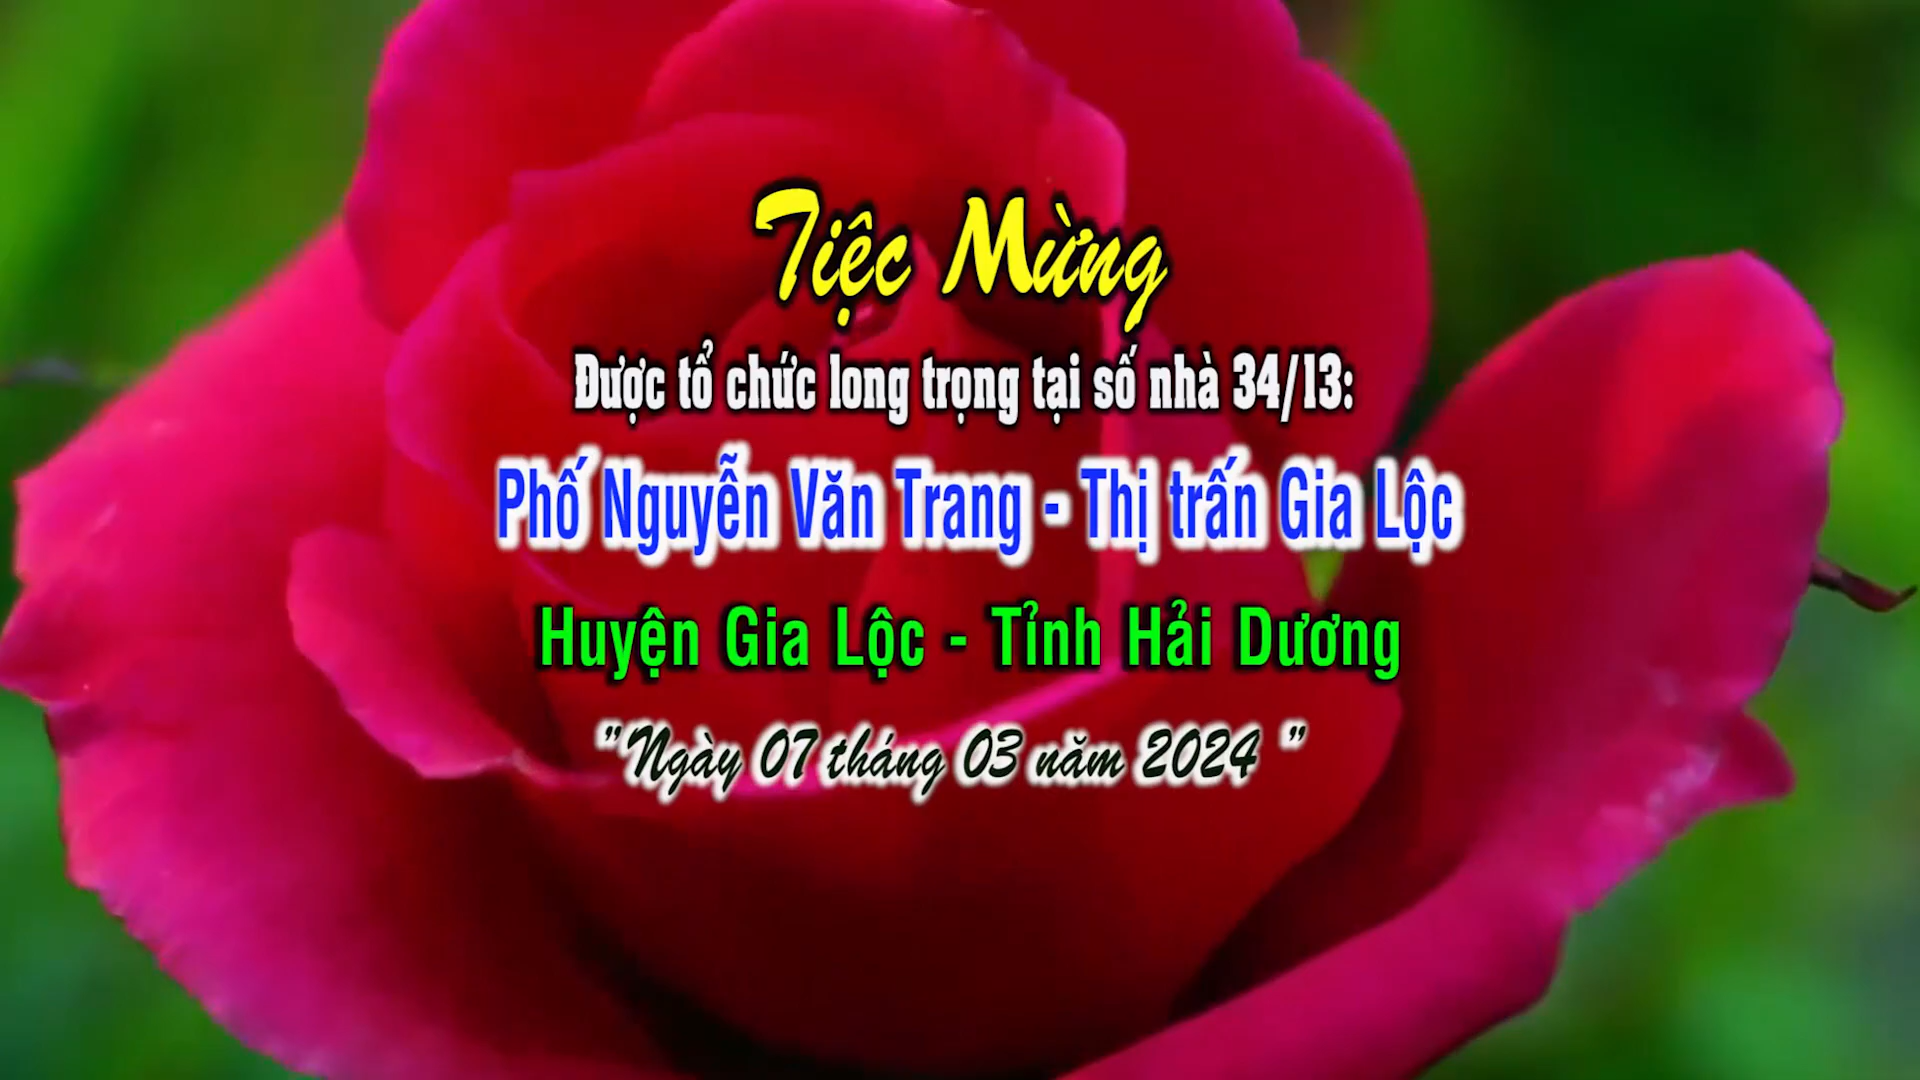 Tiệc Mừng
Được tổ chức long trọng tại số nhà 34/13:
Phố Nguyễn Văn Trang - Thị trấn Gia Lộc
Huyện Gia Lộc - Tỉnh Hải Dương
"Ngày 07 tháng 03 năm 2024 "